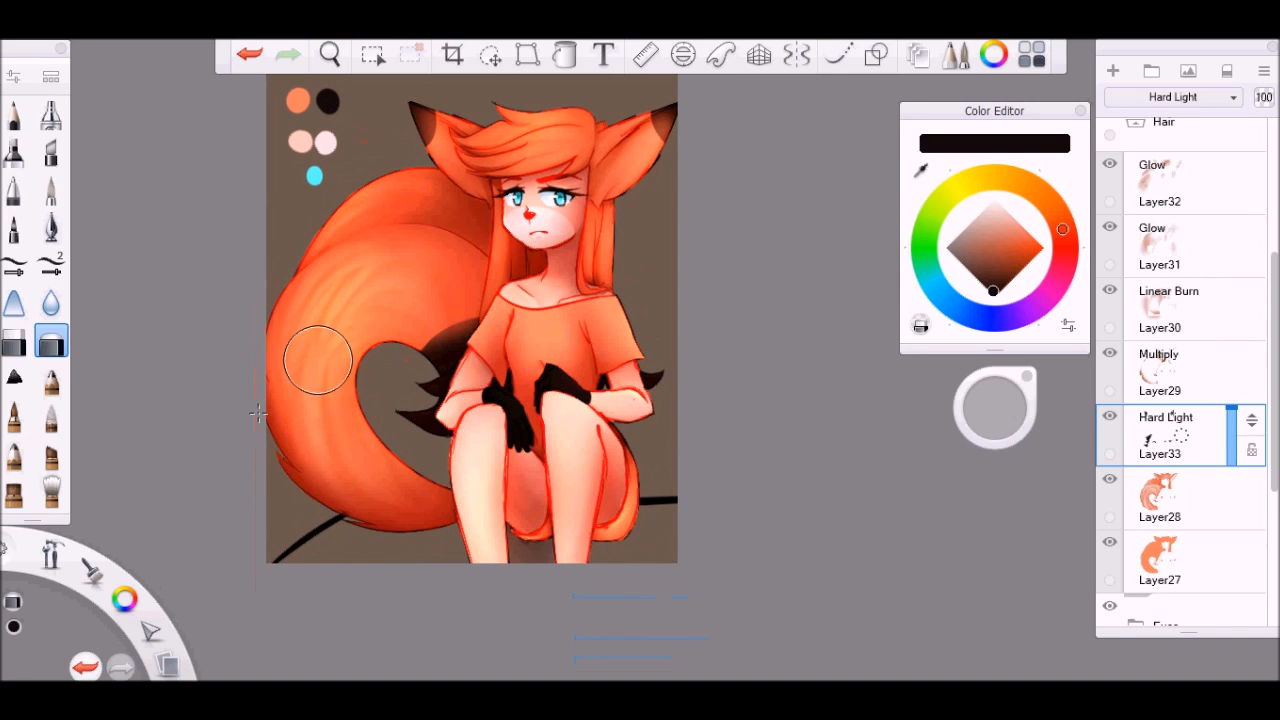 T
Color Editor
2
Hard Light
100
Hair
Glow
Layer32
Glow
Layer31
Linear Burn
Layer30
Multiply
Layer29
Hard Light
Layer33
Layer28
Layer27